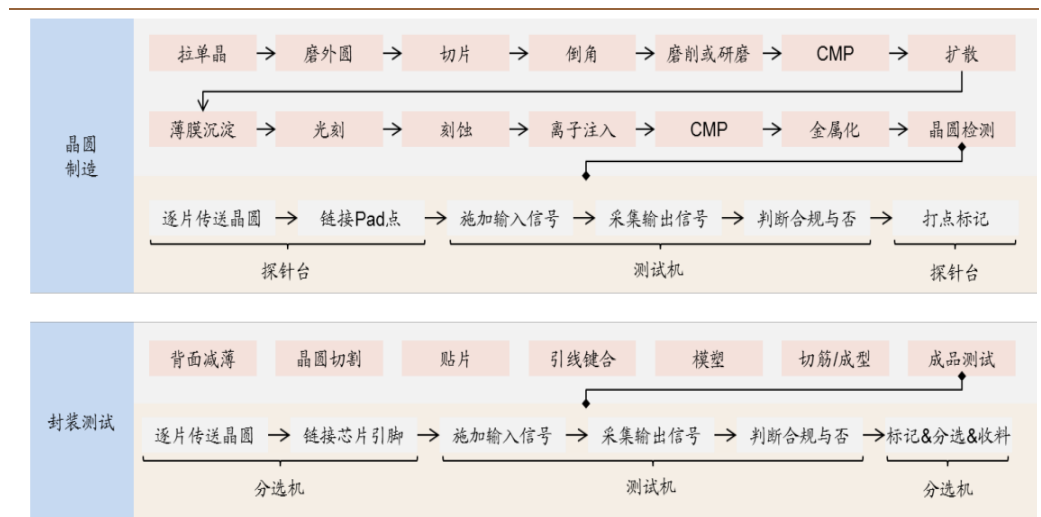 晶圆
制造
拉单晶 磨外圆 切片 倒角 磨削或研磨 CMP 扩散
薄膜沉淀 光刻 刻蚀 离子注入 CMP 金属化 晶圆检测
逐片传送晶圆 链接Pad点 施加输入信号 采集输出信号 判断合规与否 打点标记
探针台 测试机 探针台
封装测试
背面减薄 晶圆切割 贴片 引线键合 模塑 切筋/成型 成品测试
逐片传送晶圆 链接芯片引脚 施加输入信号 采集输出信号 判断合规与否 标记&分选&收料
分选机 测试机 分选机